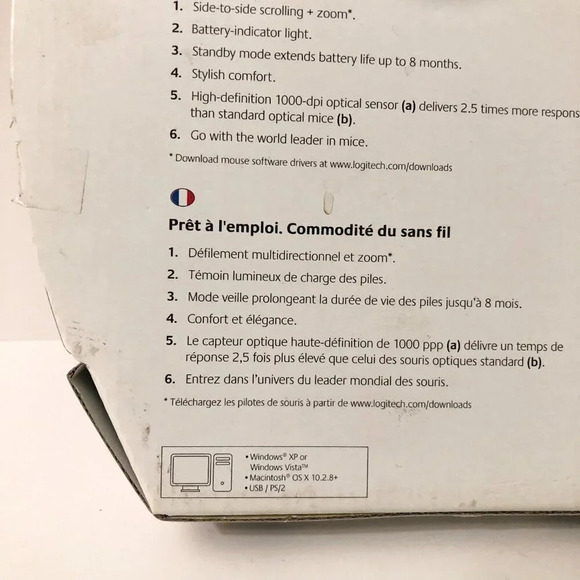 1. Side-to-side scrolling + zoom*.
2. Battery-indicator light.
3. Standby mode extends battery life up to 8 months.
4. Stylish comfort.
5. High-definition 1000-dpi optical sensor (a) delivers 2.5 times more respons
than standard optical mice (b).
6. Go with the world leader in mice.
* Download mouse software drivers at www.logitech.com/downloads
Prêt à l'emploi. Commodité du sans fil
1. Défilement multidirectionnel et zoom*.
2. Témoin lumineux de charge des piles.
3. Mode veille prolongeant la durée de vie des piles jusqu'à 8 mois.
4. Confort et élégance.
5. Le capteur optique haute-définition de 1000 ppp (a) délivre un temps de
réponse 2,5 fois plus élevé que celui des souris optiques standard (b).
6. Entrez dans l'univers du leader mondial des souris.
* Téléchargez les pilotes de souris à partir de www.logitech.com/downloads
• Windows® XP or
Windows Vista™
• Macintosh® OS X 10.2.8+
• USB / PS/2